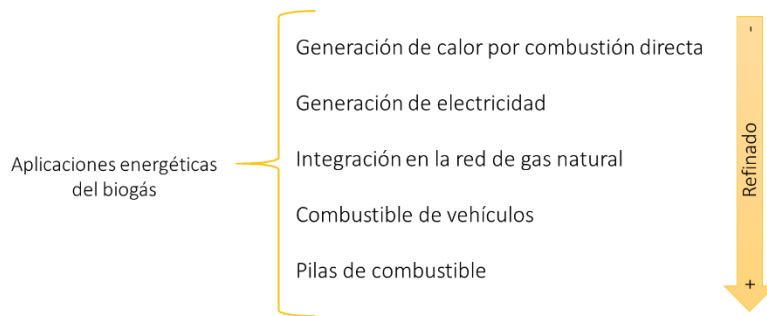 Aplicaciones energéticas
del biogás
Generación de calor por combustión directa
Generación de electricidad
Integración en la red de gas natural
Combustible de vehículos
Pilas de combustible
-
Refinado
+